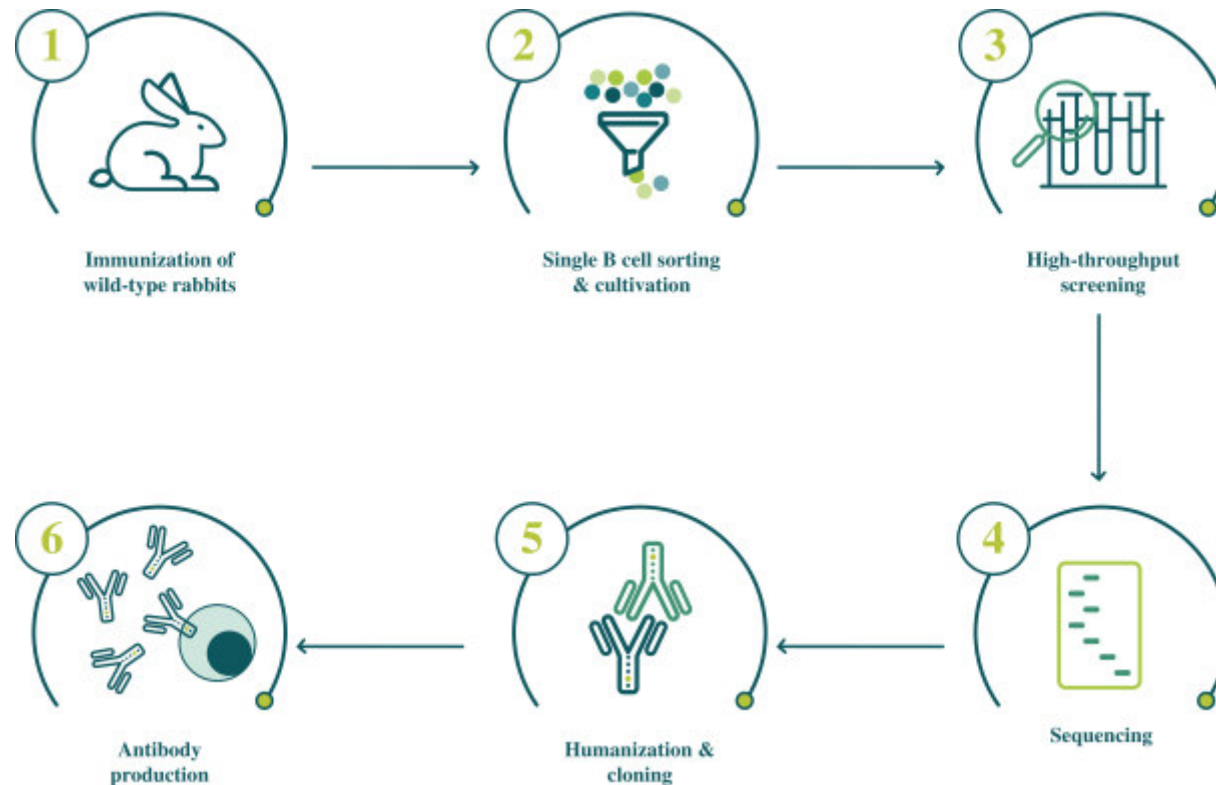 1
Immunization of
wild-type rabbits
2
Single B cell sorting
& cultivation
3
High-throughput
screening
4
Sequencing
5
Humanization &
cloning
6
Antibody
production